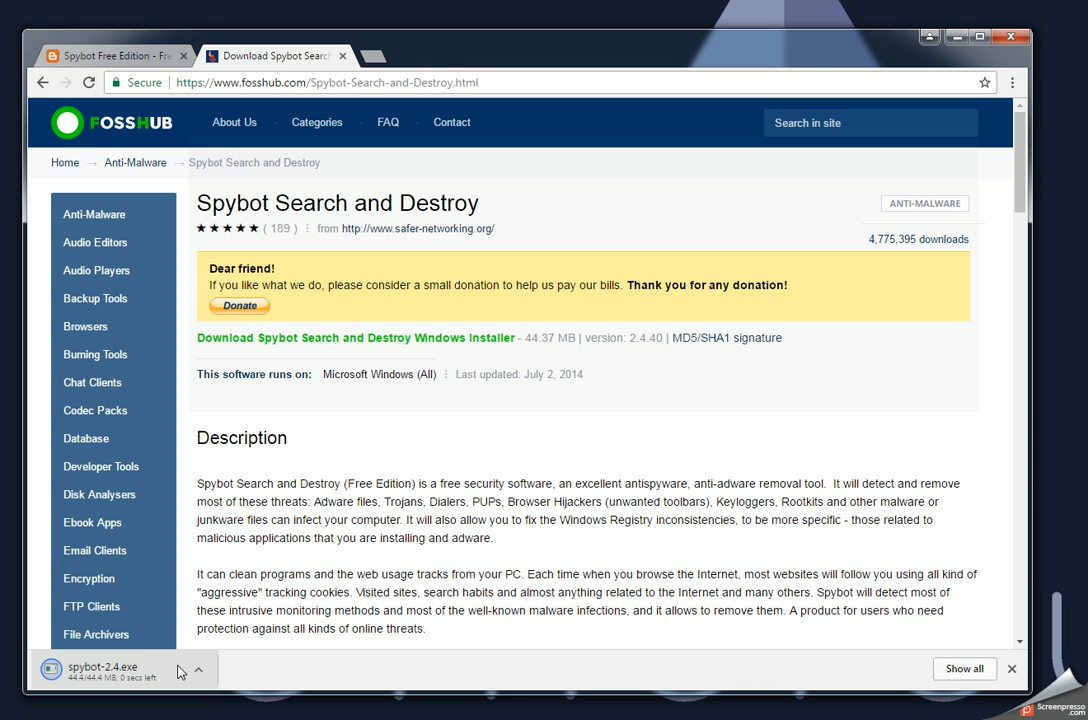 Spybot Free Edition - Fre
Download Spybot Search
Secure | https://www.fosshub.com/Spybot-Search-and-Destroy.html
FOSSHUB
About Us
Categories
FAQ
Contact
Search in site
Home → Anti-Malware → Spybot Search and Destroy
Anti-Malware
Audio Editors
Audio Players
Backup Tools
Browsers
Burning Tools
Chat Clients
Codec Packs
Database
Developer Tools
Disk Analysers
Ebook Apps
Email Clients
Encryption
FTP Clients
File Archivers
Spybot Search and Destroy
ANTI-MALWARE
★★★★★ ( 189 ) ⋮ from http://www.safer-networking.org/
4,775,395 downloads
Dear friend!
If you like what we do, please consider a small donation to help us pay our bills. Thank you for any donation!
Donate
Download Spybot Search and Destroy Windows Installer - 44.37 MB | version: 2.4.40 | MD5/SHA1 signature
This software runs on: Microsoft Windows (All) ⋮ Last updated: July 2, 2014
Description
Spybot Search and Destroy (Free Edition) is a free security software, an excellent antispyware, anti-adware removal tool. It will detect and remove
most of these threats: Adware files, Trojans, Dialers, PUPs, Browser Hijackers (unwanted toolbars), Keyloggers, Rootkits and other malware or
junkware files can infect your computer. It will also allow you to fix the Windows Registry inconsistencies, to be more specific - those related to
malicious applications that you are installing and adware.
It can clean programs and the web usage tracks from your PC. Each time when you browse the Internet, most websites will follow you using all kind of
"aggressive" tracking cookies. Visited sites, search habits and almost anything related to the Internet and many others. Spybot will detect most of
these intrusive monitoring methods and most of the well-known malware infections, and it allows to remove them. A product for users who need
protection against all kinds of online threats.
spybot-2.4.exe
44.4/44.4 MB, 0 secs left
Show all
Screenpresso
.com